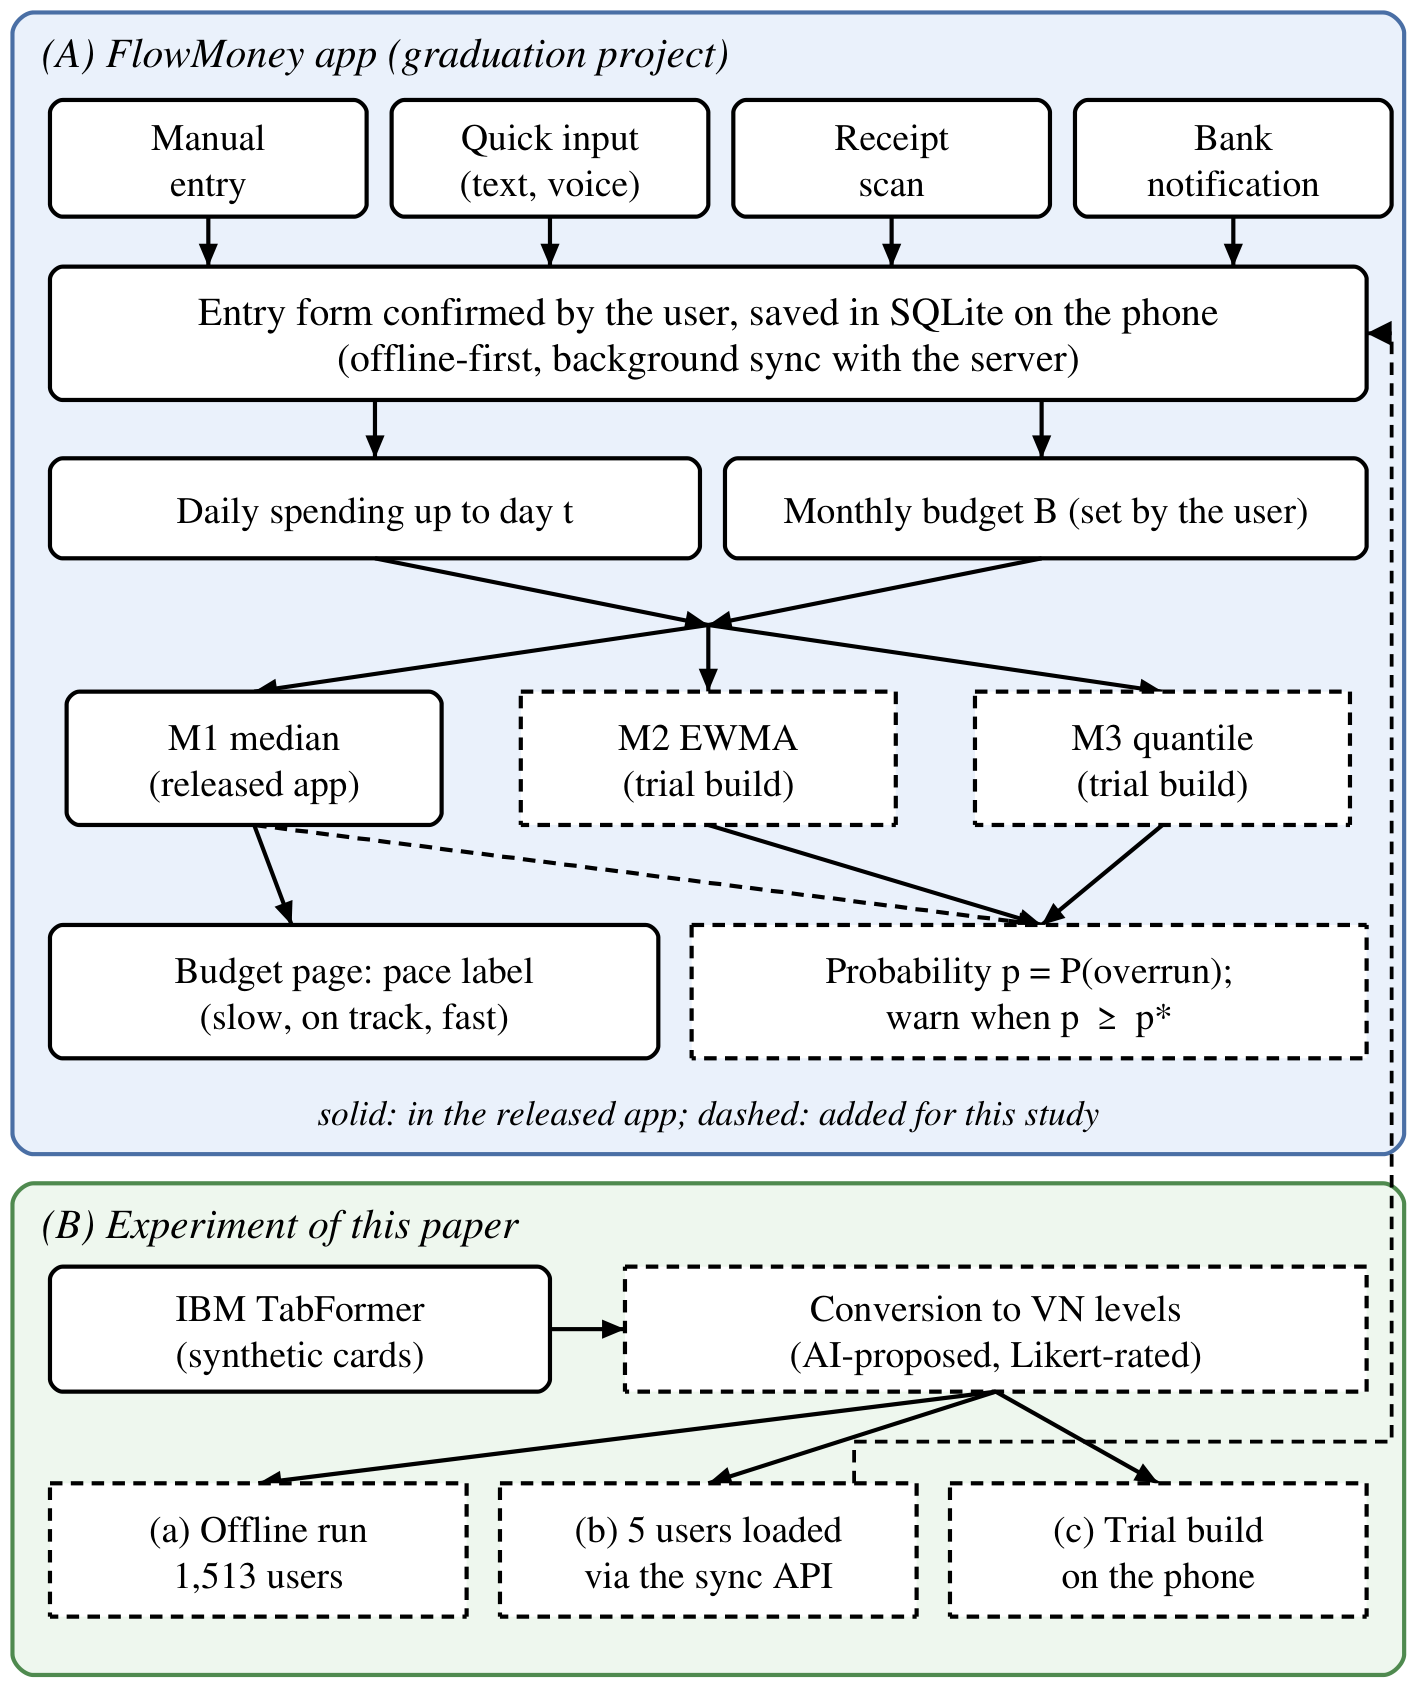 (A) FlowMoney app (graduation project)
Manual
entry
Quick input
(text, voice)
Receipt
scan
Bank
notification
Entry form confirmed by the user, saved in SQLite on the phone
(offline-first, background sync with the server)
Daily spending up to day t
Monthly budget B (set by the user)
M1 median
(released app)
M2 EWMA
(trial build)
M3 quantile
(trial build)
Budget page: pace label
(slow, on track, fast)
Probability p = P(overrun);
warn when p ≥ p*
solid: in the released app; dashed: added for this study
(B) Experiment of this paper
IBM TabFormer
(synthetic cards)
Conversion to VN levels
(AI-proposed, Likert-rated)
(a) Offline run
1,513 users
(b) 5 users loaded
via the sync API
(c) Trial build
on the phone